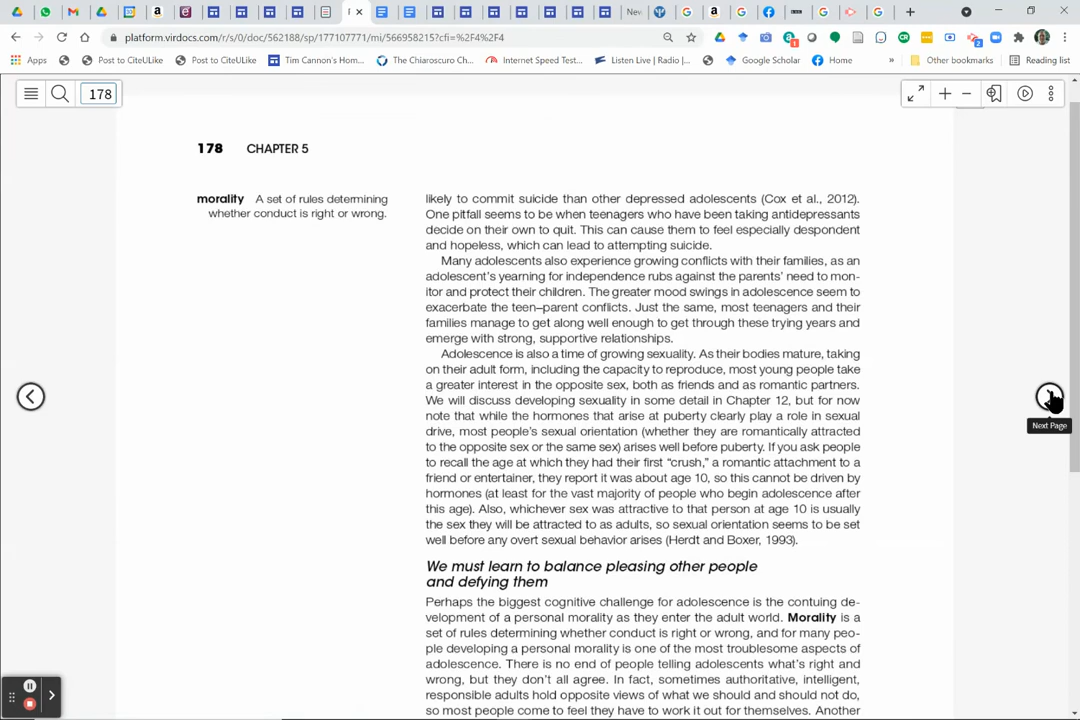 New
platform.virdocs.com/r/s/0/doc/562188/sp/177107771/mi/566958215?cfi=%2F4%2F4
Apps
Post to CiteULike
Post to CiteULike
Tim Cannon's Hom...
The Chiaroscuro Ch...
Internet Speed Test...
Listen Live | Radio |...
Google Scholar
Home
»
Other bookmarks
Reading list
178
178 CHAPTER 5
morality A set of rules determining
whether conduct is right or wrong.
likely to commit suicide than other depressed adolescents (Cox et al., 2012).
One pitfall seems to be when teenagers who have been taking antidepressants
decide on their own to quit. This can cause them to feel especially despondent
and hopeless, which can lead to attempting suicide.
Many adolescents also experience growing conflicts with their families, as an
adolescent's yearning for independence rubs against the parents' need to mon-
itor and protect their children. The greater mood swings in adolescence seem to
exacerbate the teen–parent conflicts. Just the same, most teenagers and their
families manage to get along well enough to get through these trying years and
emerge with strong, supportive relationships.
Adolescence is also a time of growing sexuality. As their bodies mature, taking
on their adult form, including the capacity to reproduce, most young people take
a greater interest in the opposite sex, both as friends and as romantic partners.
We will discuss developing sexuality in some detail in Chapter 12, but for now
note that while the hormones that arise at puberty clearly play a role in sexual
drive, most people's sexual orientation (whether they are romantically attracted
to the opposite sex or the same sex) arises well before puberty. If you ask people
to recall the age at which they had their first "crush," a romantic attachment to a
friend or entertainer, they report it was about age 10, so this cannot be driven by
hormones (at least for the vast majority of people who begin adolescence after
this age). Also, whichever sex was attractive to that person at age 10 is usually
the sex they will be attracted to as adults, so sexual orientation seems to be set
well before any overt sexual behavior arises (Herdt and Boxer, 1993).
We must learn to balance pleasing other people
and defying them
Perhaps the biggest cognitive challenge for adolescence is the contuing de-
velopment of a personal morality as they enter the adult world. Morality is a
set of rules determining whether conduct is right or wrong, and for many peo-
ple developing a personal morality is one of the most troublesome aspects of
adolescence. There is no end of people telling adolescents what's right and
wrong, but they don't all agree. In fact, sometimes authoritative, intelligent,
responsible adults hold opposite views of what we should and should not do,
so most people come to feel they have to work it out for themselves. Another
Next Page